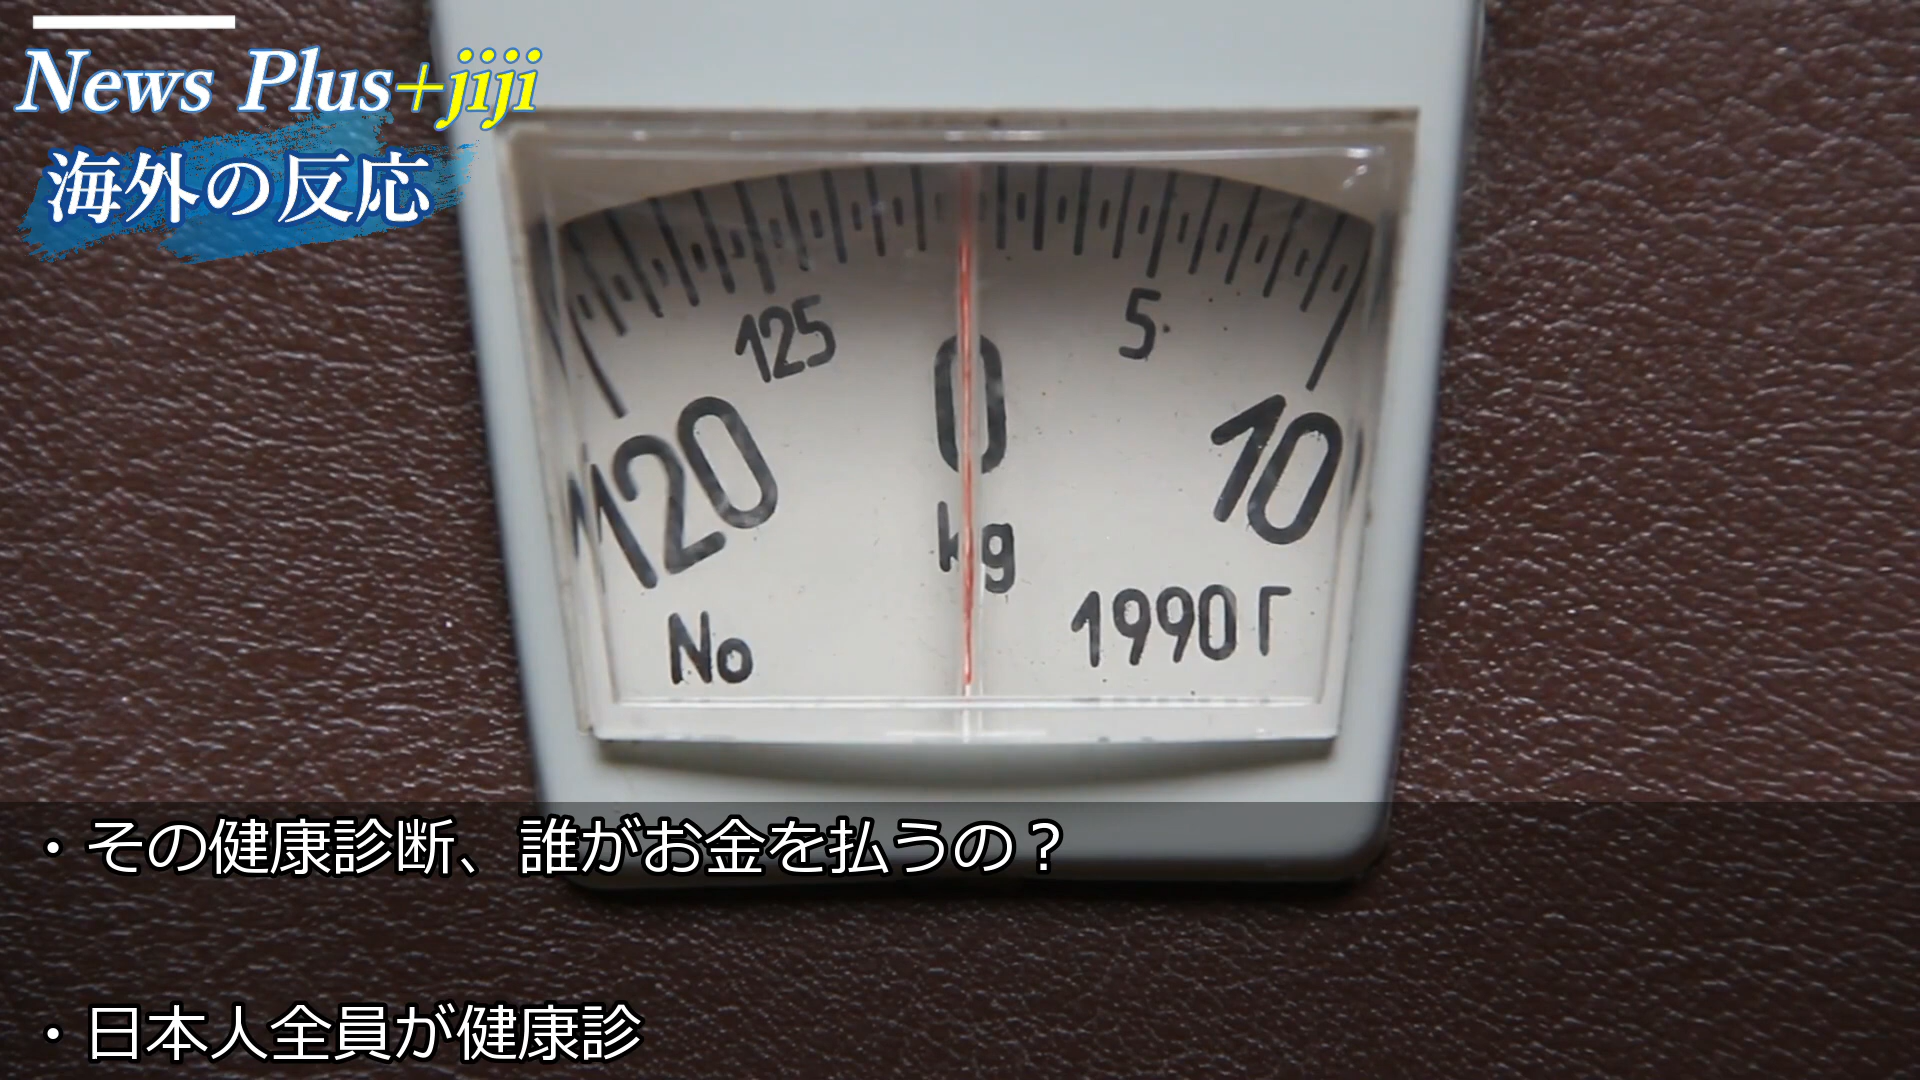 News Plus+jiji
海外の反応
125
5
0
120
10
kg
1990 Г
No
・その健康診断、誰がお金を払うの？
・日本人全員が健康診